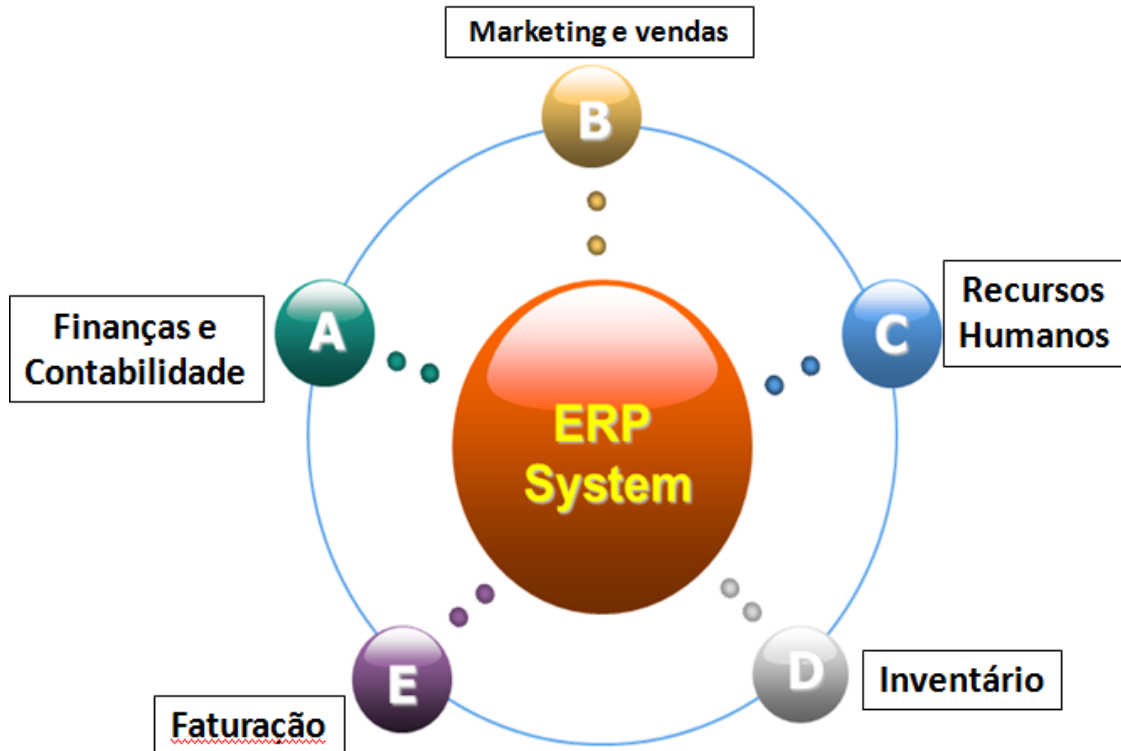 Marketing e vendas
B
Finanças e
Contabilidade
A
C
Recursos
Humanos
ERP
System
E
Faturação
D
Inventário